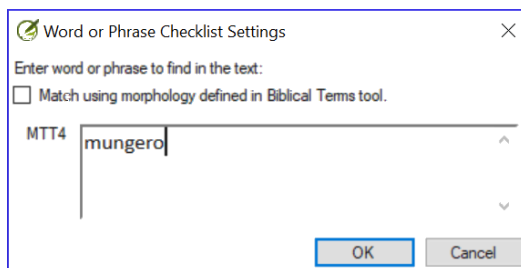 Word or Phrase Checklist Settings
Enter word or phrase to find in the text:
Match using morphology defined in Biblical Terms tool.
MTT4 mungero
OK Cancel